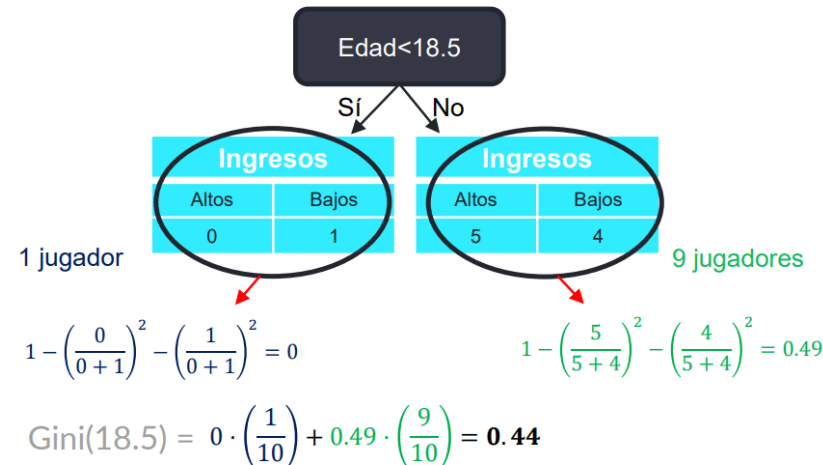 Edad<18.5
Sí No
Ingresos Ingresos
Altos Bajos Altos Bajos
0 1 5 4
1 jugador 9 jugadores
1 − (0/(0 + 1))² − (1/(0 + 1))² = 0
1 − (5/(5 + 4))² − (4/(5 + 4))² = 0.49
Gini(18.5) = 0 · (1/10) + 0.49 · (9/10) = 0.44